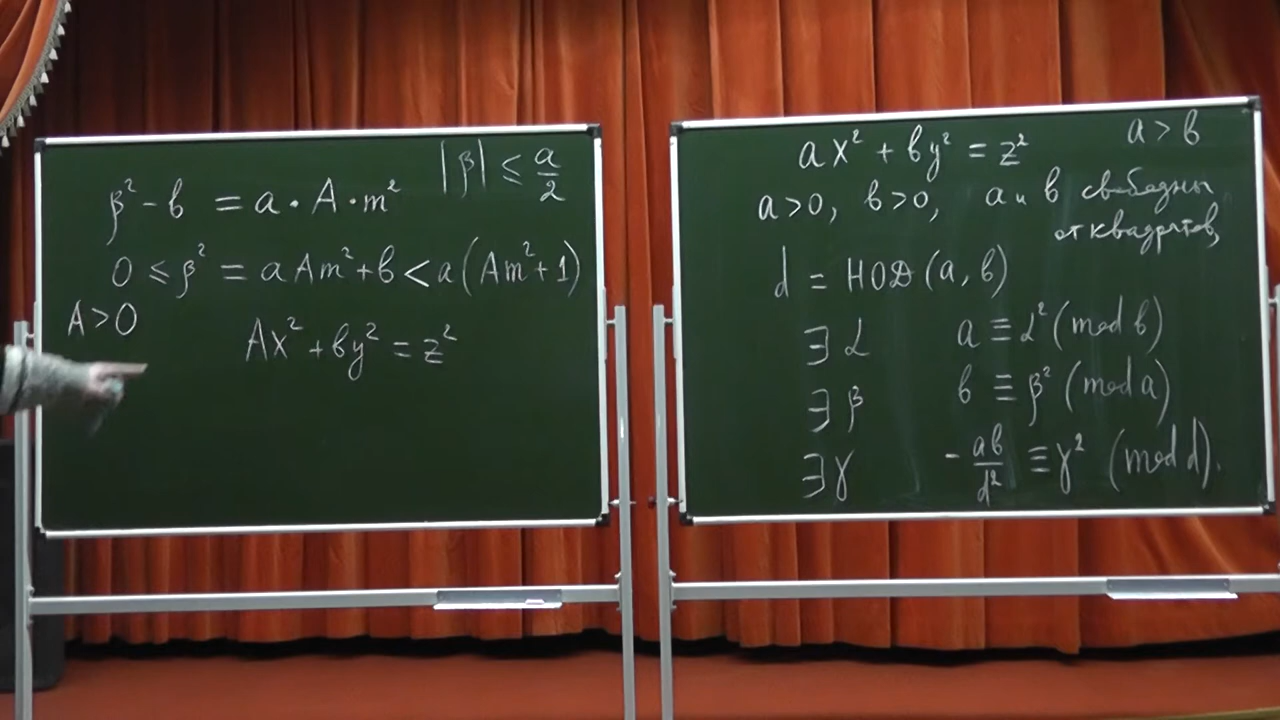 |β| ≤ a/2
β² - b = a · A · m²
0 ≤ β² = aAm² + b < a(Am² + 1)
A > 0
Ax² + by² = z²
ax² + by² = z²
a > b
a > 0, b > 0, a и b свободны
от квадратов,
d = НОД (a, b)
∃ α a ≡ α² (mod b)
∃ β b ≡ β² (mod a)
∃ γ - ab/d² ≡ γ² (mod d).